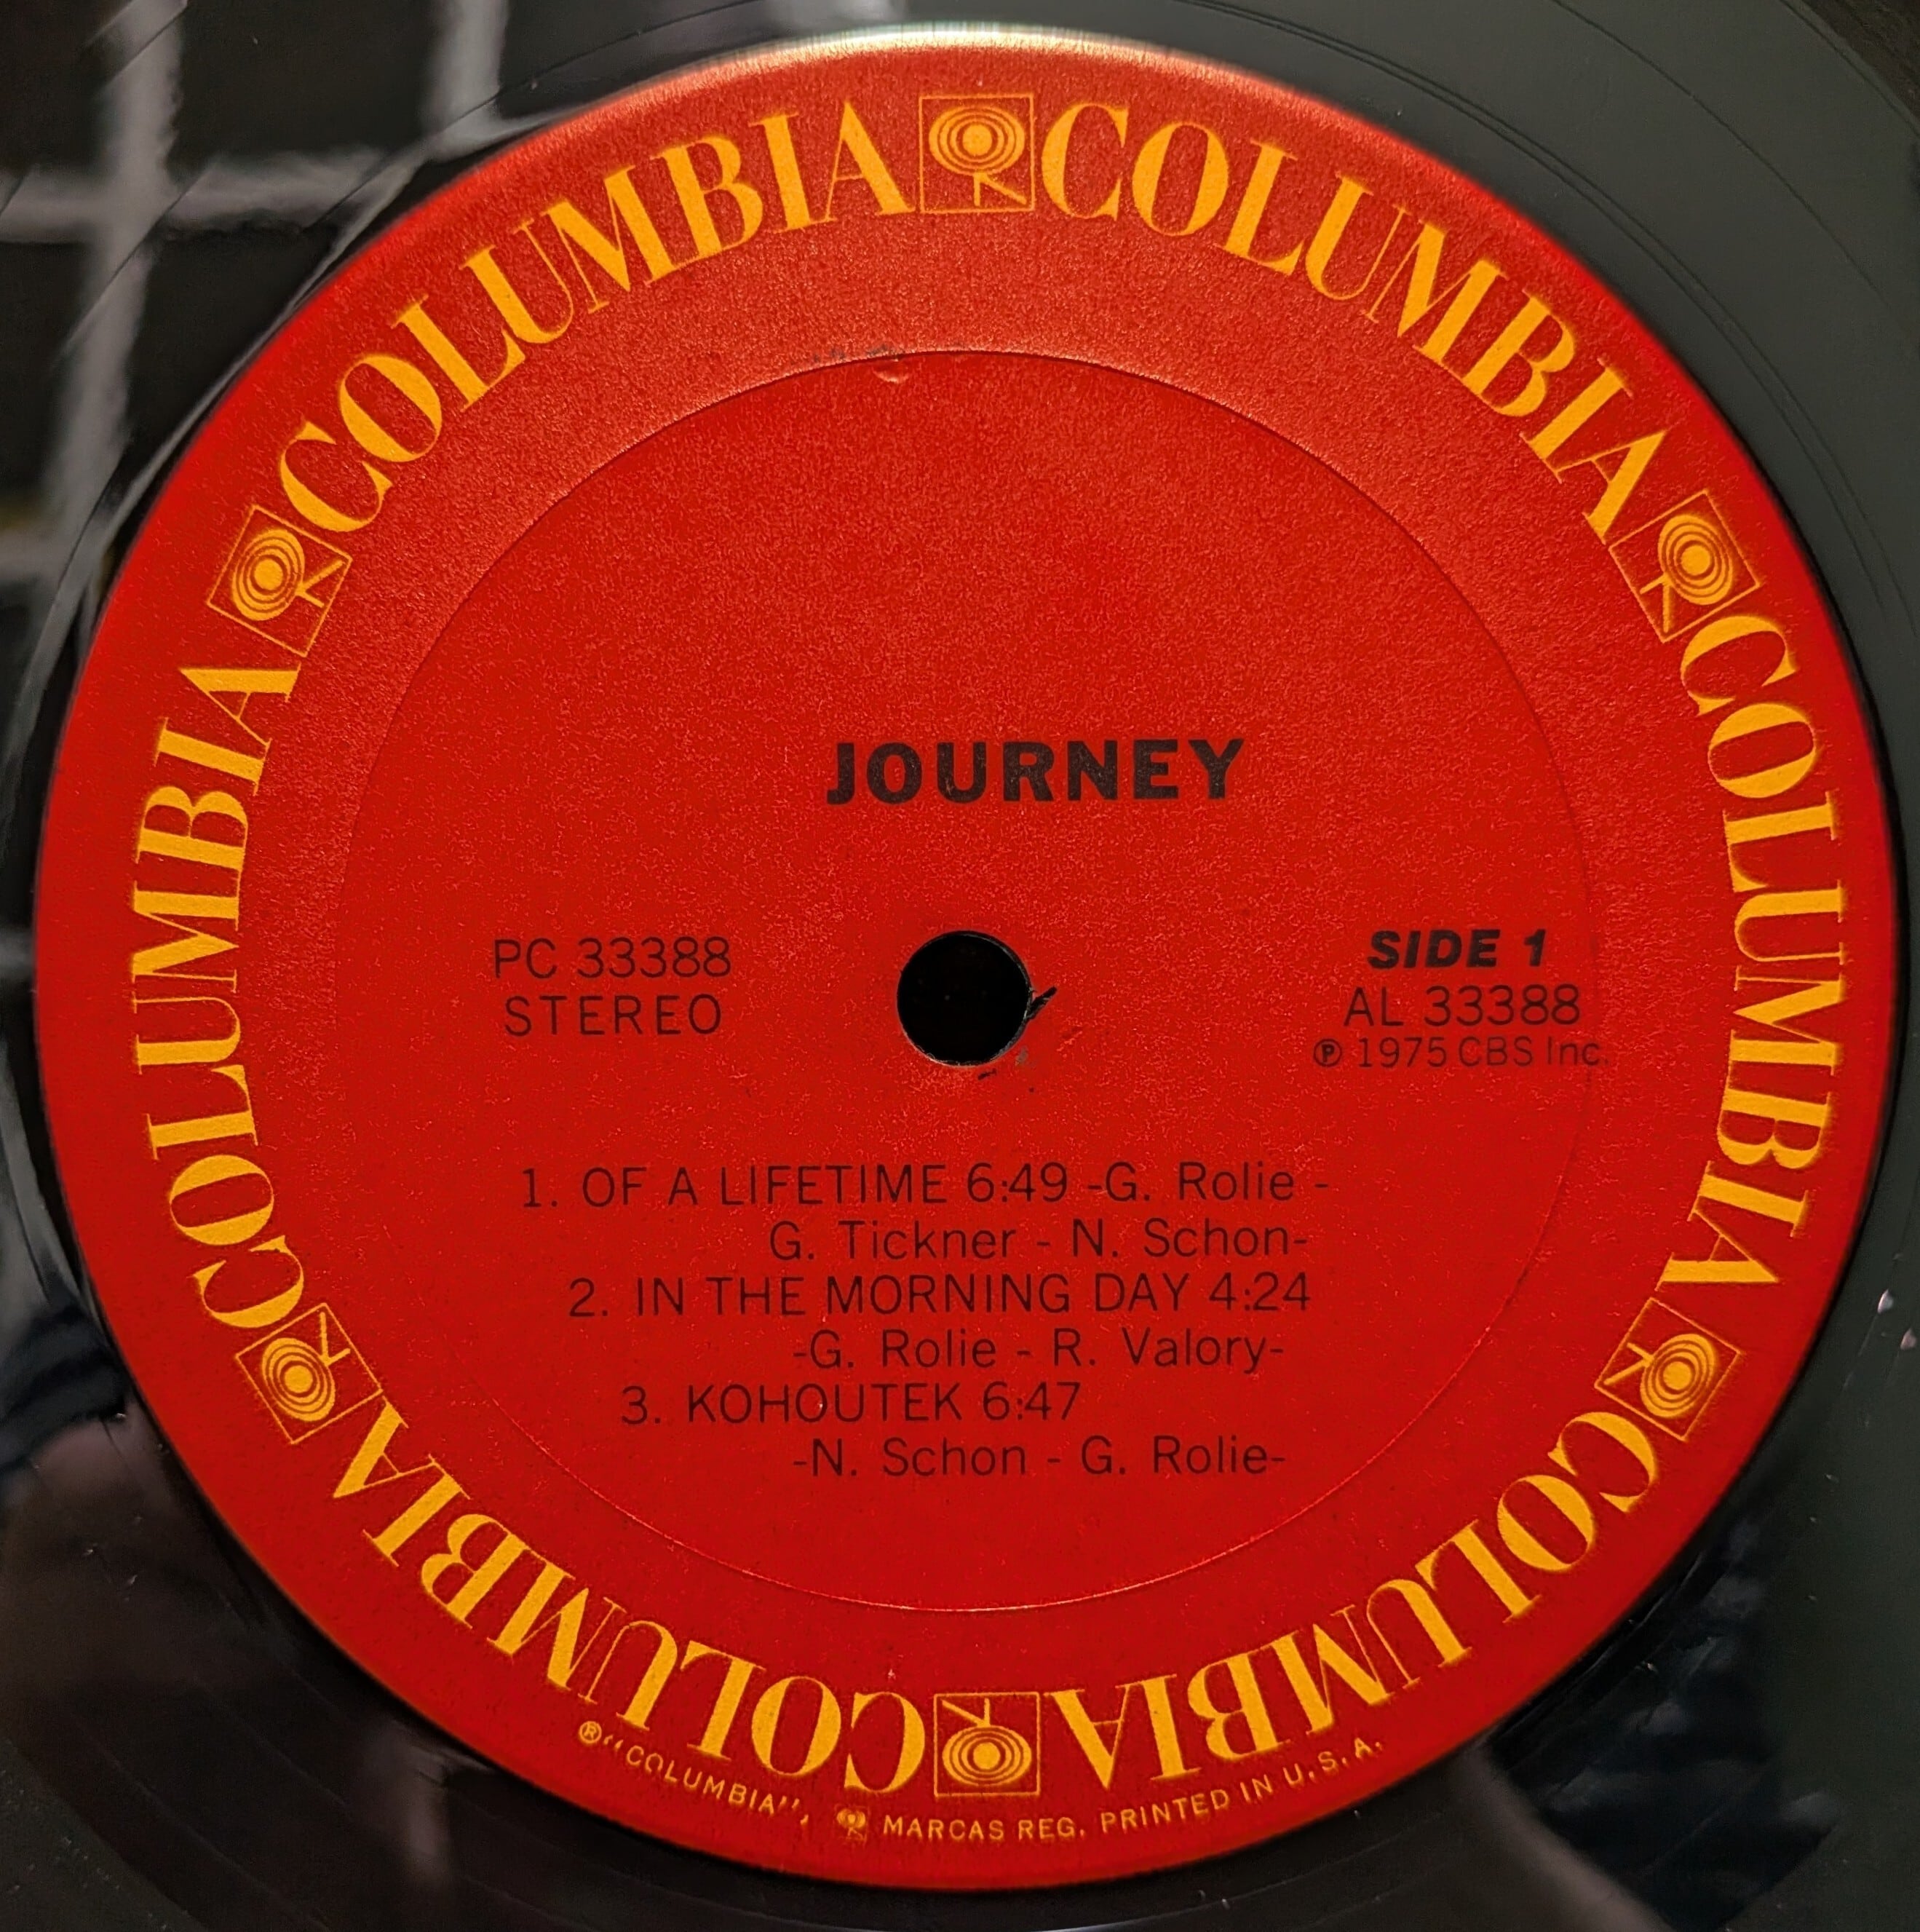 COLUMBIA COLUMBIA COLUMBIA COLUMBIA COLUMBIA COLUMBIA
JOURNEY
PC 33388
STEREO
SIDE 1
AL 33388
℗ 1975 CBS Inc.
1. OF A LIFETIME 6:49 -G. Rolie -
G. Tickner - N. Schon-
2. IN THE MORNING DAY 4:24
-G. Rolie - R. Valory-
3. KOHOUTEK 6:47
-N. Schon - G. Rolie-
® "COLUMBIA", MARCAS REG. PRINTED IN U.S.A.